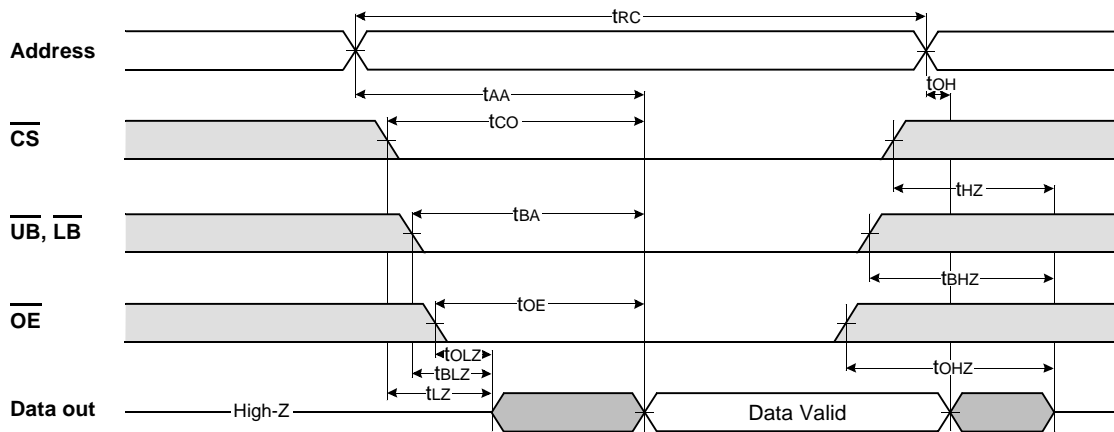 tRC
Address
tOH
tAA
CS
tCO
tHZ
UB, LB
tBA
tBHZ
OE
tOE
tOLZ
tOHZ
tBLZ
tLZ
Data out
High-Z
Data Valid